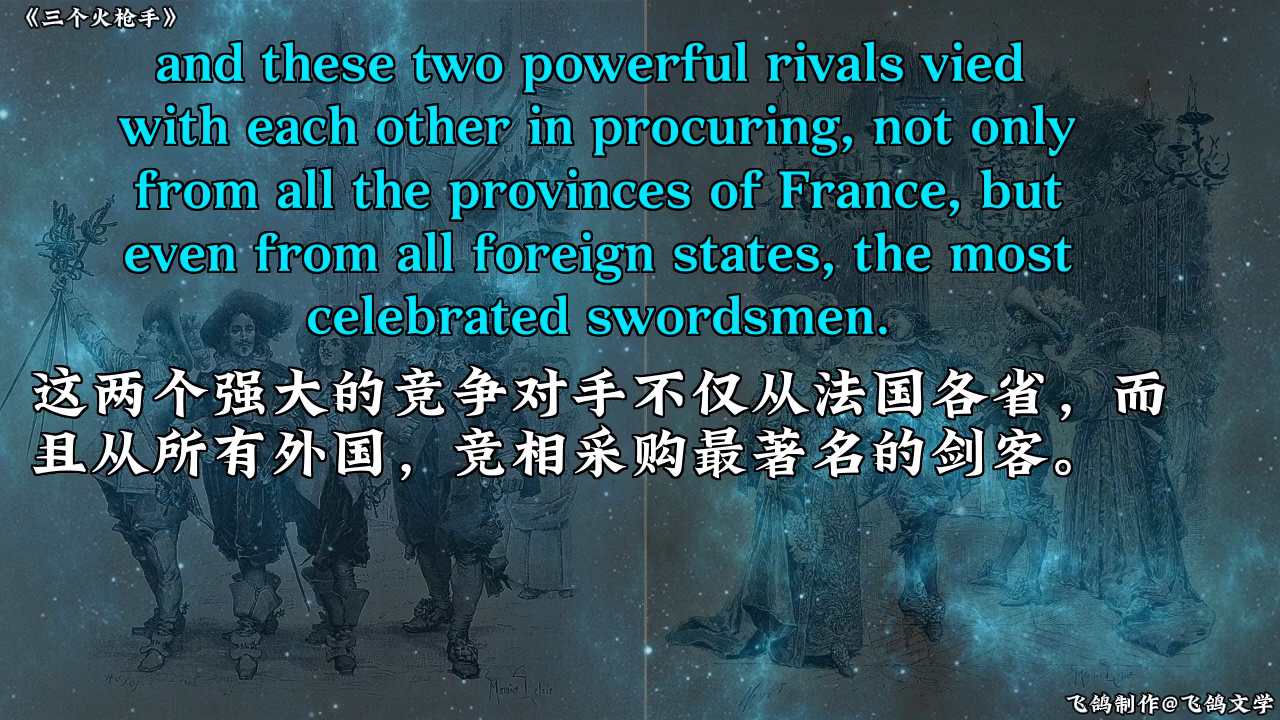 《三个火枪手》
and these two powerful rivals vied
with each other in procuring, not only
from all the provinces of France, but
even from all foreign states, the most
celebrated swordsmen.
这两个强大的竞争对手不仅从法国各省，而
且从所有外国，竞相采购最著名的剑客。
飞鸽制作@飞鸽文学